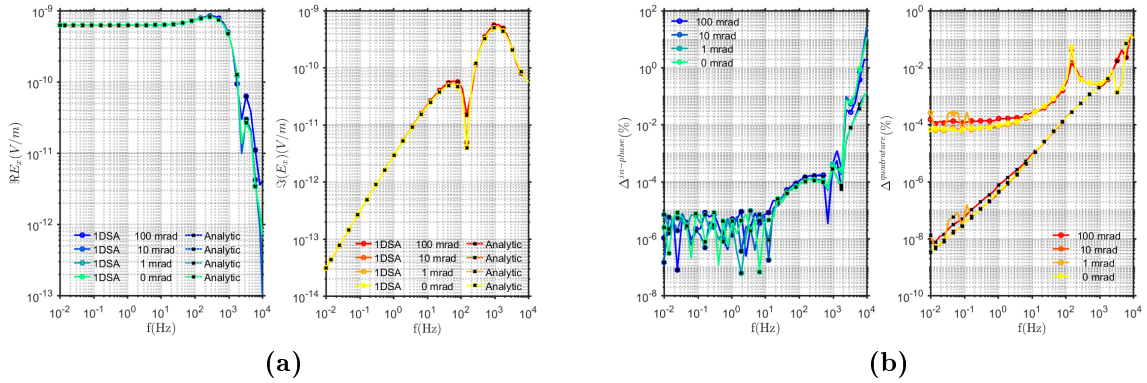 10^-9
10^-10
10^-11
10^-12
10^-13
ℜE_x(V/m)
1DSA 100 mrad Analytic
1DSA 10 mrad Analytic
1DSA 1 mrad Analytic
1DSA 0 mrad Analytic
10^-2 10^-1 10^0 10^1 10^2 10^3 10^4
f(Hz)
10^-9
10^-10
10^-11
10^-12
10^-13
10^-14
ℑ(E_x)(V/m)
1DSA 100 mrad Analytic
1DSA 10 mrad Analytic
1DSA 1 mrad Analytic
1DSA 0 mrad Analytic
10^-2 10^-1 10^0 10^1 10^2 10^3 10^4
f(Hz)
(a)
10^2
10^0
10^-2
10^-4
10^-6
10^-8
Δ^in-phase(%)
100 mrad
10 mrad
1 mrad
0 mrad
10^-2 10^-1 10^0 10^1 10^2 10^3 10^4
f(Hz)
10^0
10^-2
10^-4
10^-6
10^-8
10^-10
Δ^quadrature(%)
100 mrad
10 mrad
1 mrad
0 mrad
10^-2 10^-1 10^0 10^1 10^2 10^3 10^4
f(Hz)
(b)